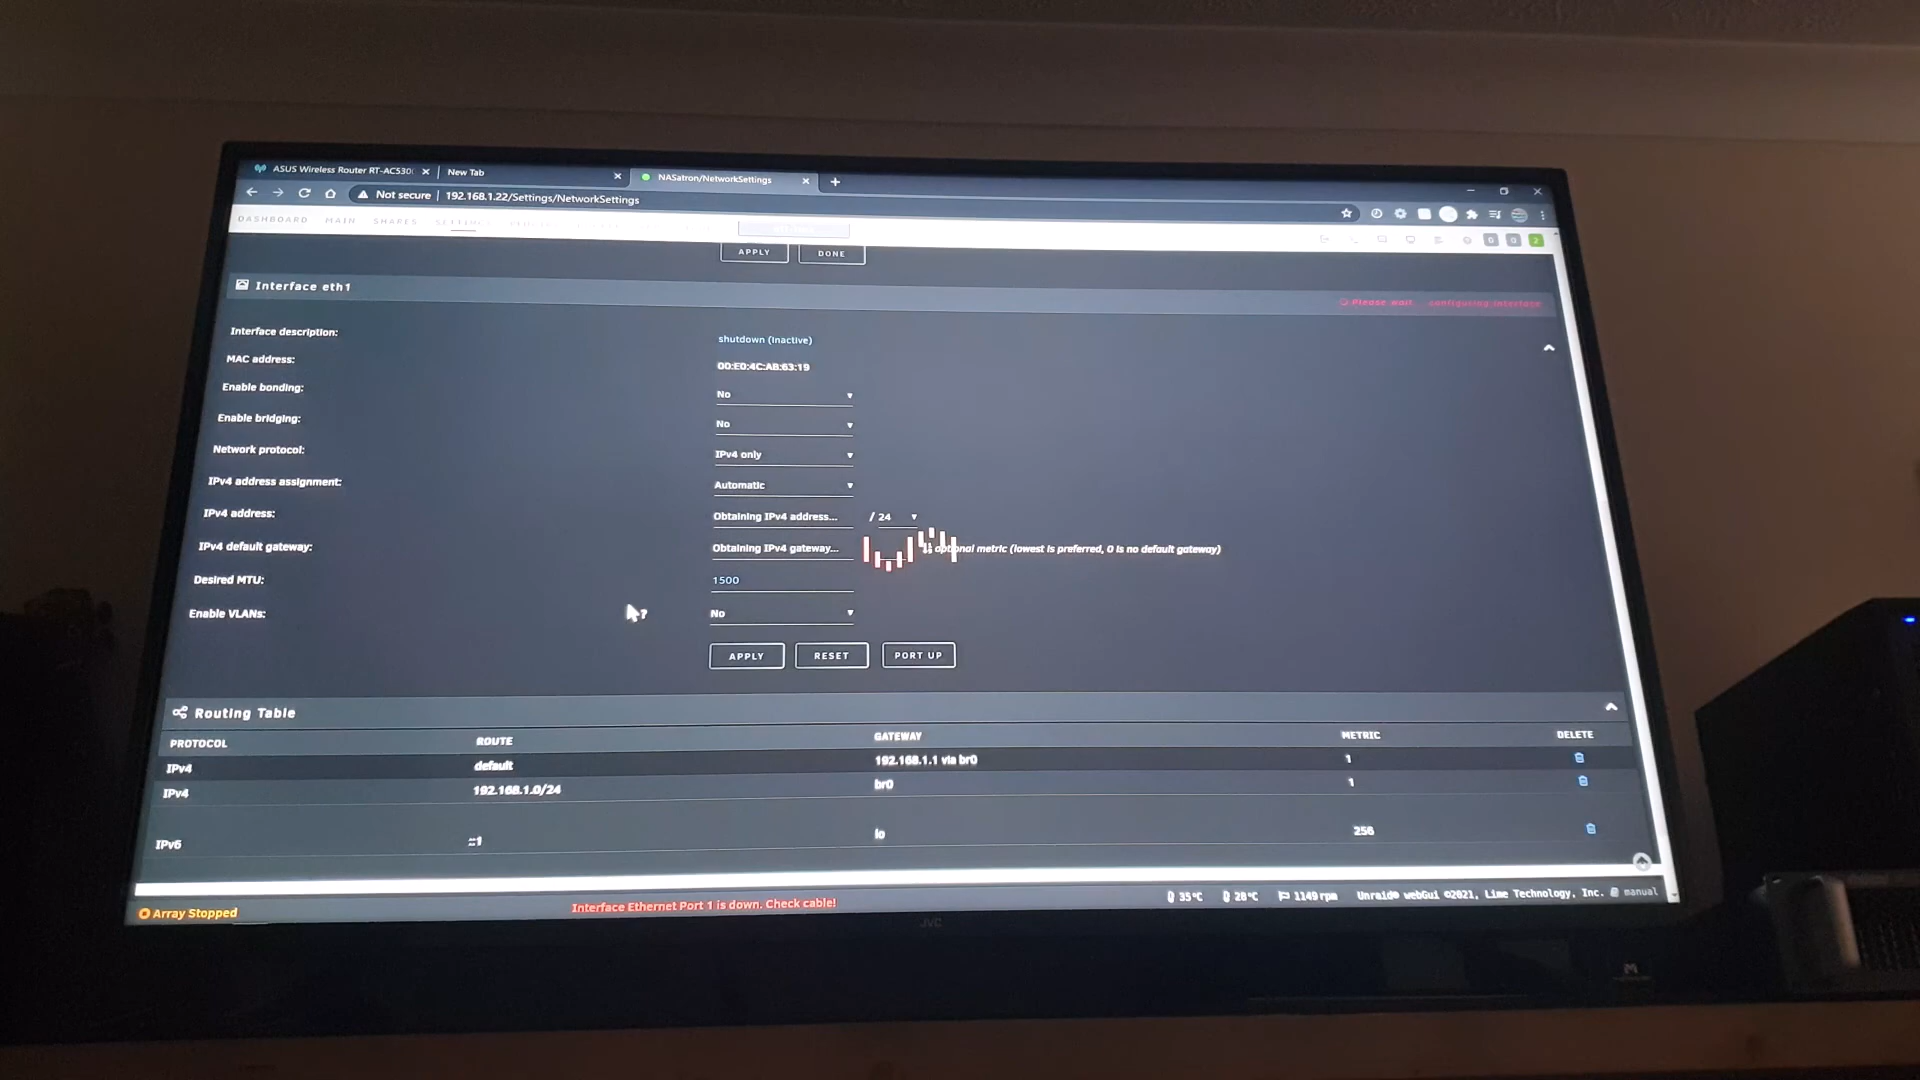 ASUS Wireless Router RT-AC530
New Tab
NASatron/NetworkSettings
Not secure | 192.168.1.22/Settings/NetworkSettings
DASHBOARD MAIN SHARES
APPLY DONE
Interface eth1
Please wait configuring interface
Interface description: shutdown (inactive)
MAC address: 00:E0:4C:AB:63:19
Enable bonding: No
Enable bridging: No
Network protocol: IPv4 only
IPv4 address assignment: Automatic
IPv4 address: Obtaining IPv4 address... / 24
IPv4 default gateway: Obtaining IPv4 gateway... optional metric (lowest is preferred, 0 is no default gateway)
Desired MTU: 1500
Enable VLANs: No
APPLY RESET PORT UP
Routing Table
PROTOCOL ROUTE GATEWAY METRIC DELETE
IPv4 default 192.168.1.1 via br0 1
IPv4 192.168.1.0/24 br0 1
IPv6 ::1 lo 256
Array Stopped
Interface Ethernet Port 1 is down. Check cable!
35°C 28°C 1149 rpm Unraid® webGui ©2021, Lime Technology, Inc. manual
JVC